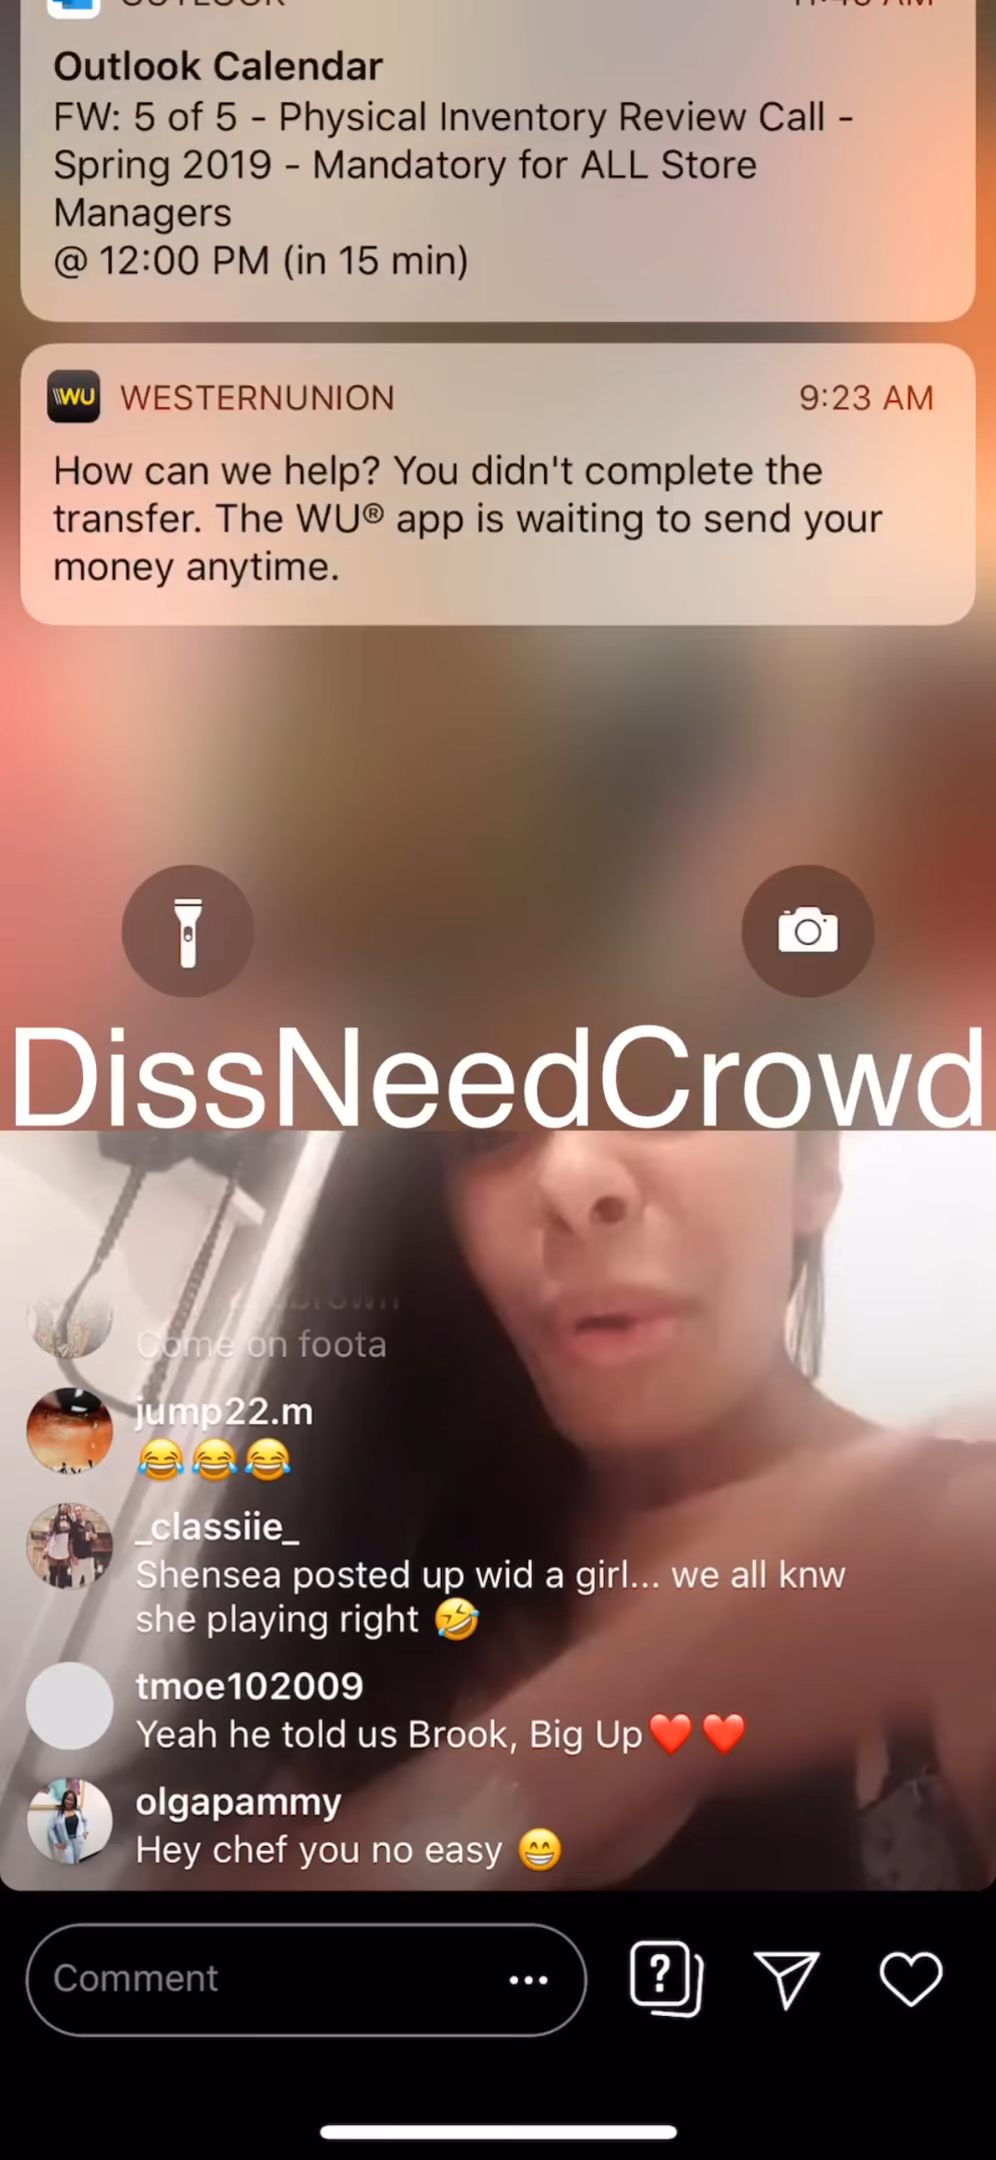 Outlook Calendar
FW: 5 of 5 - Physical Inventory Review Call -
Spring 2019 - Mandatory for ALL Store
Managers
@ 12:00 PM (in 15 min)
WU WESTERNUNION 9:23 AM
How can we help? You didn't complete the
transfer. The WU® app is waiting to send your
money anytime.
DissNeedCrowd
Come on foota
jump22.m
😂😂😂
_classiie_
Shensea posted up wid a girl... we all knw
she playing right 🤣
tmoe102009
Yeah he told us Brook, Big Up❤️❤️
olgapammy
Hey chef you no easy 😁
Comment ...
?